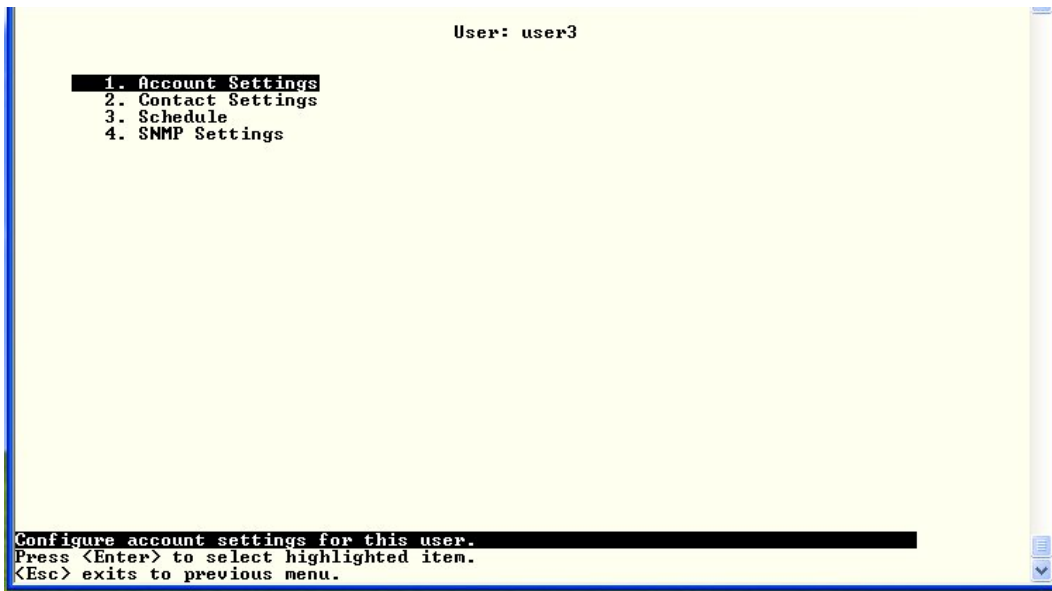 User: user3
1. Account Settings
2. Contact Settings
3. Schedule
4. SNMP Settings
Configure account settings for this user.
Press <Enter> to select highlighted item.
<Esc> exits to previous menu.